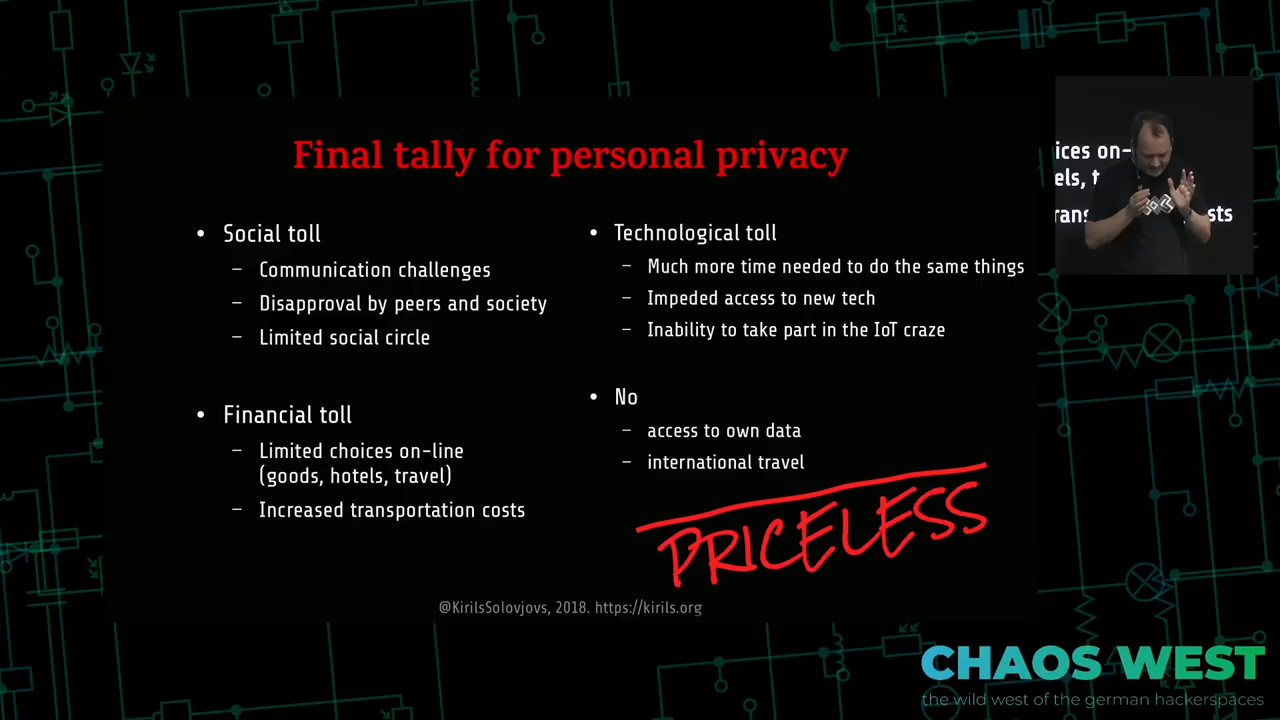 Final tally for personal privacy
• Social toll
– Communication challenges
– Disapproval by peers and society
– Limited social circle
• Financial toll
– Limited choices on-line
(goods, hotels, travel)
– Increased transportation costs
• Technological toll
– Much more time needed to do the same things
– Impeded access to new tech
– Inability to take part in the IoT craze
• No
– access to own data
– international travel
PRICELESS
@KirilsSolovjovs, 2018. https://kirils.org
ices on-
els, t
rans sts
CHAOS WEST
the wild west of the german hackerspaces